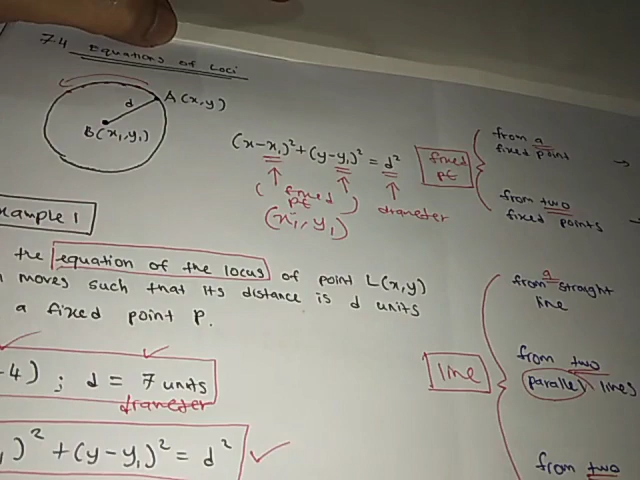 7.4 Equations of Loci
A(x,y)
d
B(x₁,y₁)
(x-x₁)²+(y-y₁)² = d²
(fixed pt)
(x₁,y₁)
diameter
fixed pt
from a
fixed point
from two
fixed points
xample 1
the equation of the locus of point L(x,y)
moves such that its distance is d units
a fixed point P.
-4) ; d = 7 units
diameter
)² + (y-y₁)² = d²
line
from a straight
line
from two
parallel lines
from two